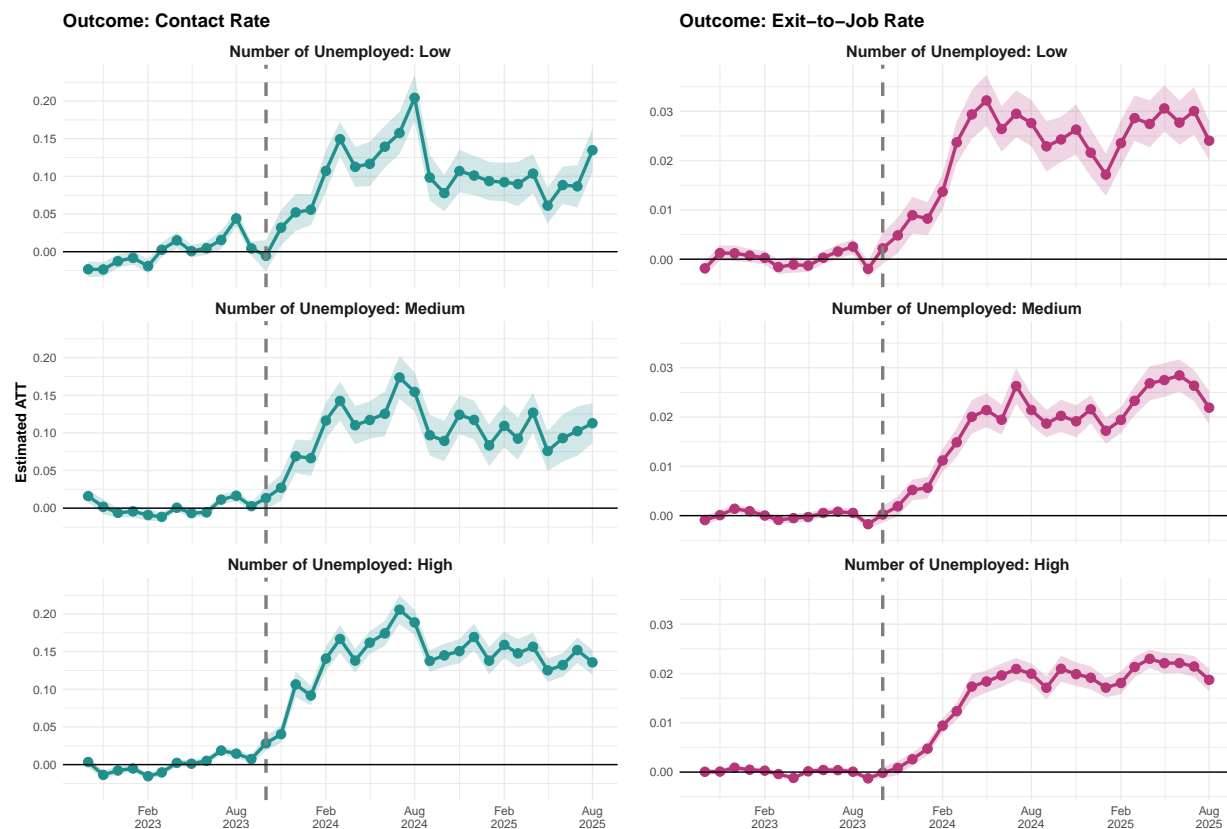 Outcome: Contact Rate
Number of Unemployed: Low
0.20
0.15
0.10
0.05
0.00
Number of Unemployed: Medium
0.20
0.15
0.10
0.05
0.00
Estimated ATT
Number of Unemployed: High
0.20
0.15
0.10
0.05
0.00
Feb
2023
Aug
2023
Feb
2024
Aug
2024
Feb
2025
Aug
2025
Outcome: Exit−to−Job Rate
Number of Unemployed: Low
0.03
0.02
0.01
0.00
Number of Unemployed: Medium
0.03
0.02
0.01
0.00
Number of Unemployed: High
0.03
0.02
0.01
0.00
Feb
2023
Aug
2023
Feb
2024
Aug
2024
Feb
2025
Aug
2025